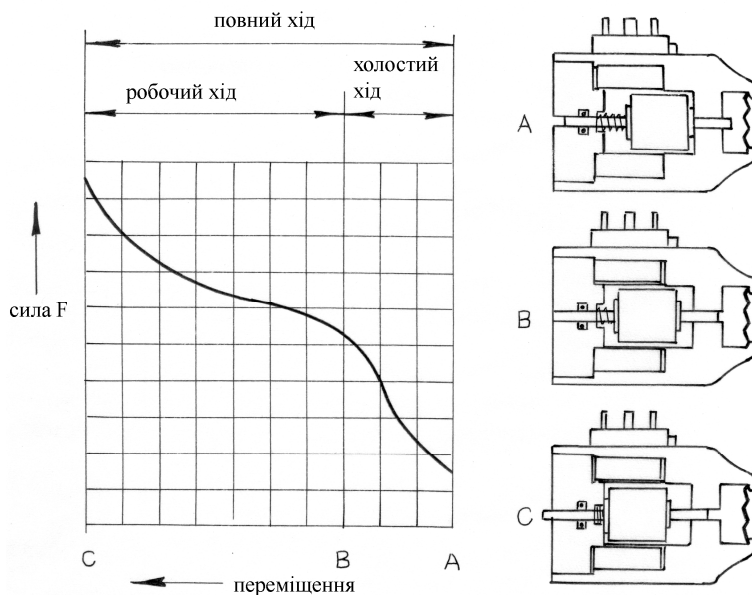 повний хід
холостий
хід
робочий хід
сила F
C
B
A
переміщення
A
B
C